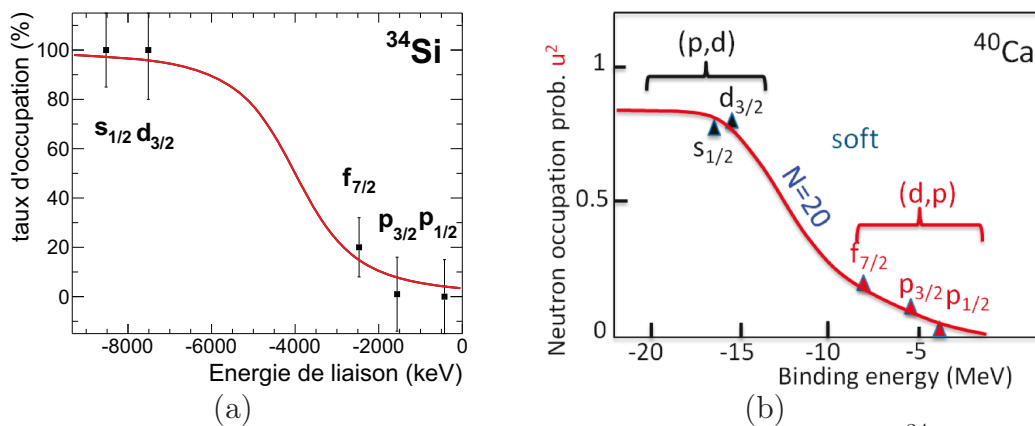 taux d'occupation (%)
100
80
60
40
20
0
³⁴Si
s1/2 d3/2
f7/2
p3/2 p1/2
-8000 -6000 -4000 -2000 0
Energie de liaison (keV)
(a)
Neutron occupation prob. u²
1
0.5
0
(p,d)
⁴⁰Ca
d3/2
s1/2
soft
N=20
(d,p)
f7/2
p3/2 p1/2
-20 -15 -10 -5
Binding energy (MeV)
(b)